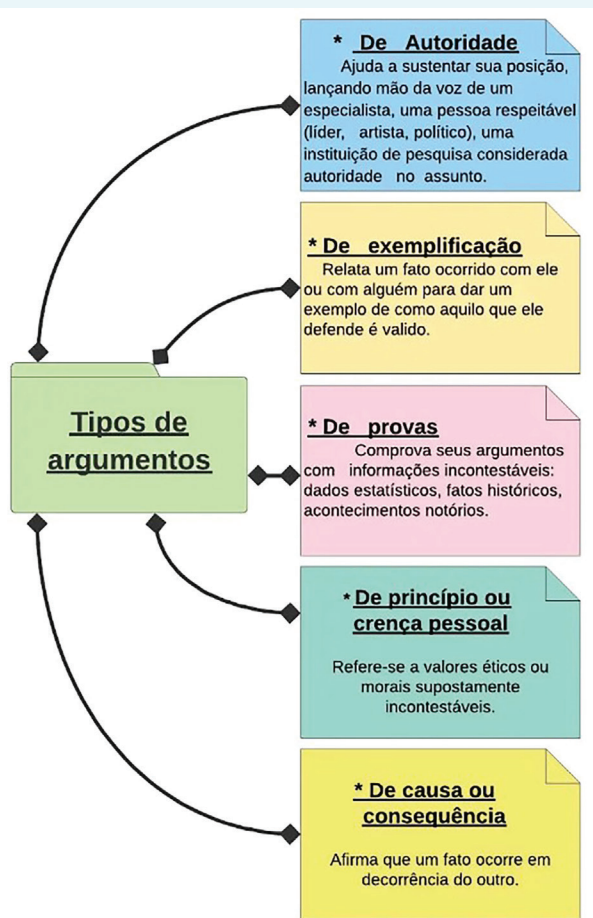 * De Autoridade
Ajuda a sustentar sua posição,
lançando mão da voz de um
especialista, uma pessoa respeitável
(líder, artista, político), uma
instituição de pesquisa considerada
autoridade no assunto.
* De exemplificação
Relata um fato ocorrido com ele
ou com alguém para dar um
exemplo de como aquilo que ele
defende é valido.
Tipos de
argumentos
* De provas
Comprova seus argumentos
com informações incontestáveis:
dados estatísticos, fatos históricos,
acontecimentos notórios.
* De princípio ou
crença pessoal
Refere-se a valores éticos ou
morais supostamente
incontestáveis.
* De causa ou
consequência
Afirma que um fato ocorre em
decorrência do outro.